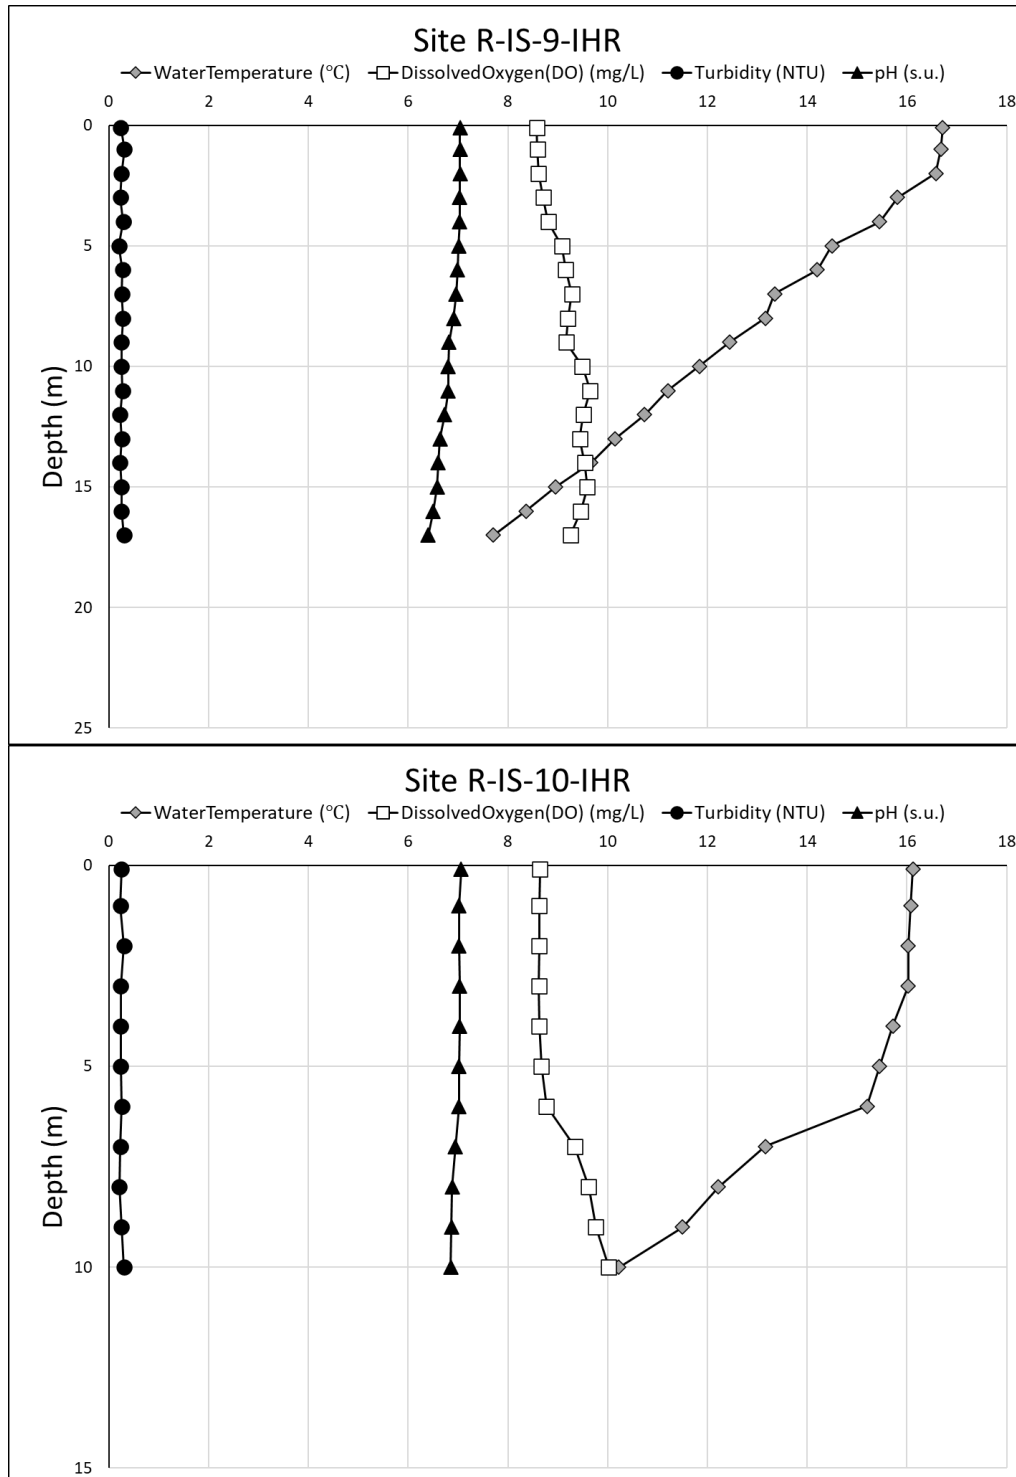 Site R-IS-9-IHR
WaterTemperature (°C) DissolvedOxygen(DO) (mg/L) Turbidity (NTU) pH (s.u.)
0 2 4 6 8 10 12 14 16 18
0
5
10
Depth (m)
15
20
25
Site R-IS-10-IHR
WaterTemperature (°C) DissolvedOxygen(DO) (mg/L) Turbidity (NTU) pH (s.u.)
0 2 4 6 8 10 12 14 16 18
0
5
Depth (m)
10
15